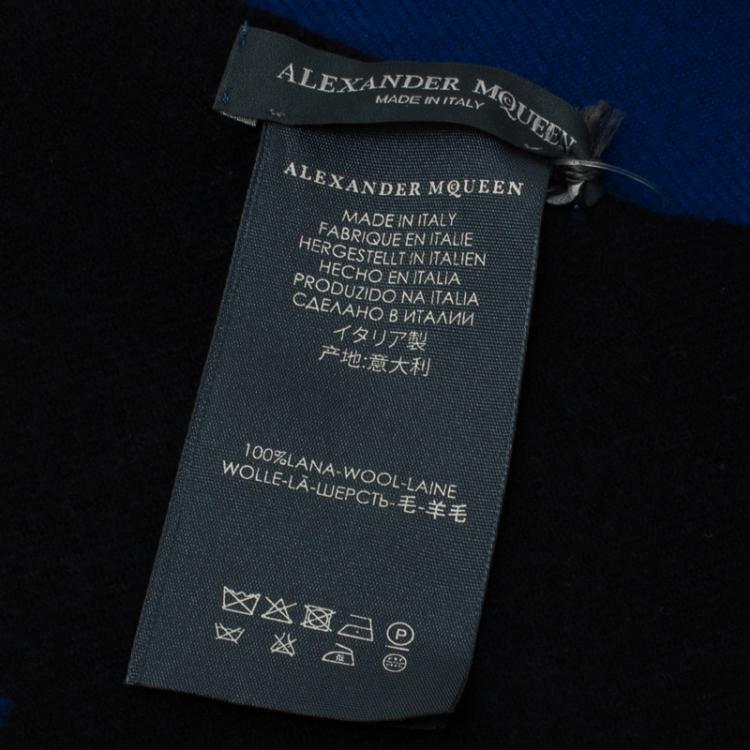 ALEXANDER MCQUEEN
MADE IN ITALY
ALEXANDER MCQUEEN
MADE IN ITALY
FABRIQUE EN ITALIE
HERGESTELLT IN ITALIEN
HECHO EN ITALIA
PRODUZIDO NA ITALIA
СДЕЛАНО В ИТАЛИИ
イタリア製
产地:意大利
100%LANA-WOOL-LAINE
WOLLE-LÃ-ШЕРСТЬ-毛-羊毛
P